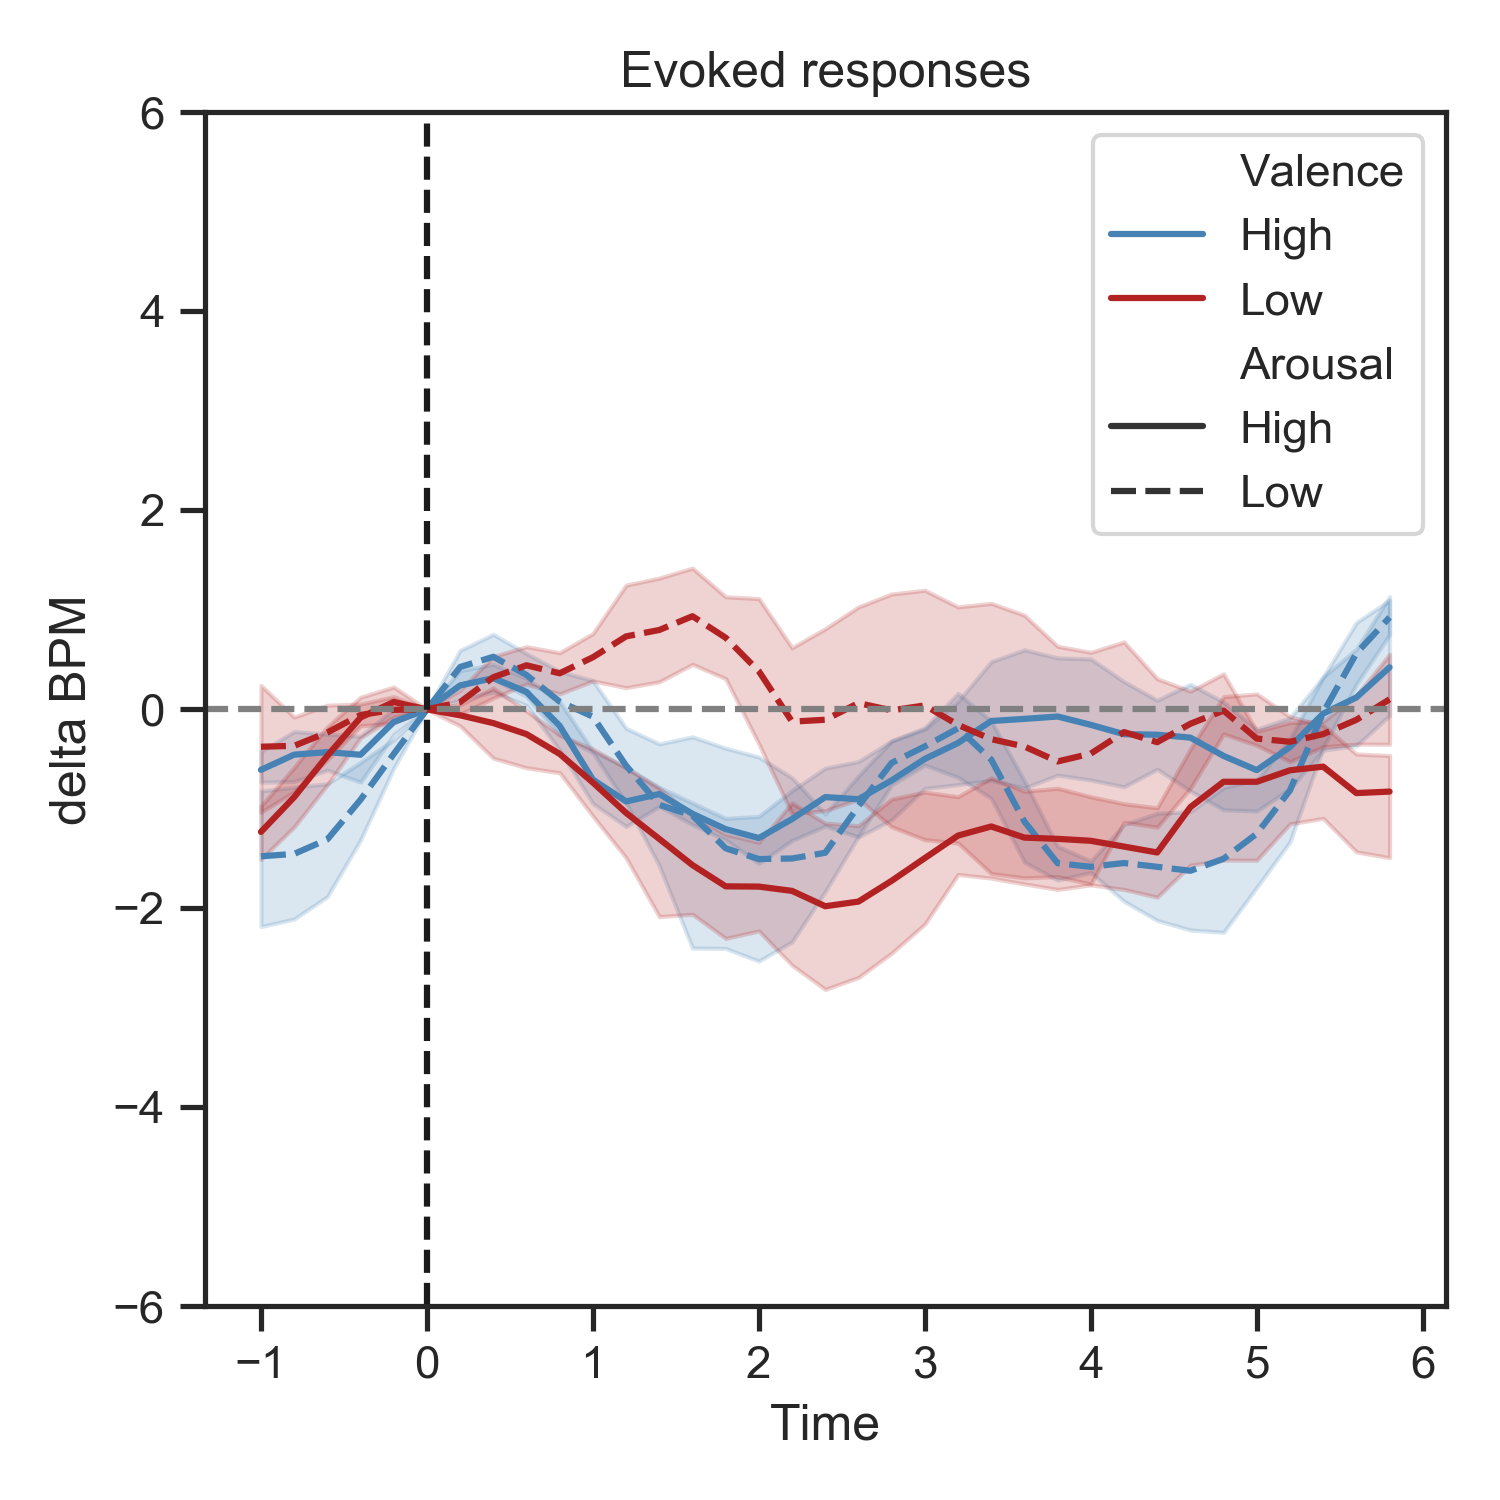 Evoked responses
6
4
2
0
−2
−4
−6
delta BPM
Valence
High
Low
Arousal
High
Low
−1 0 1 2 3 4 5 6
Time